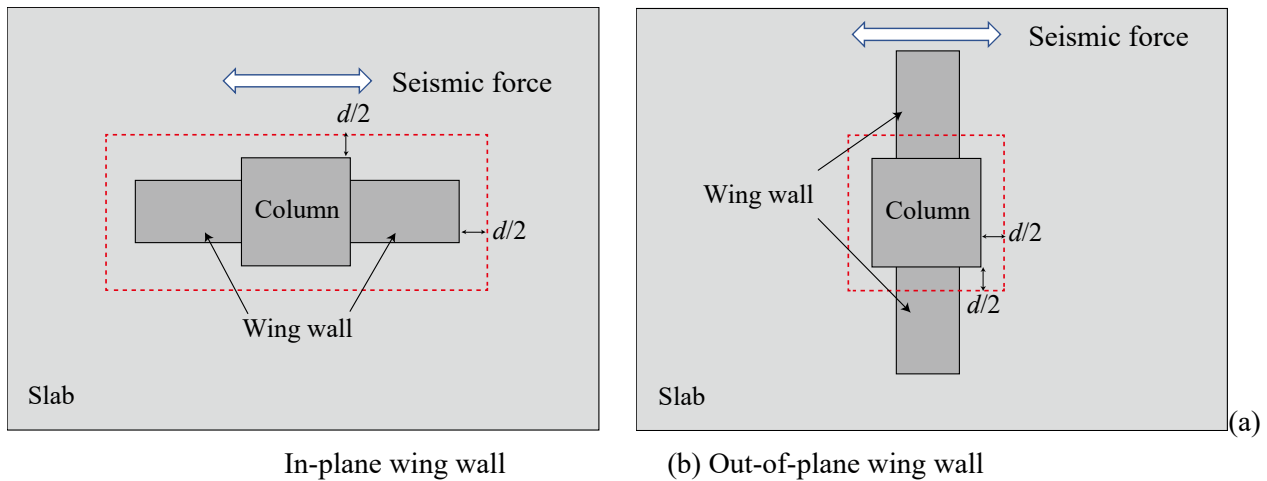 Seismic force
d/2
Column
d/2
Wing wall
Slab
Seismic force
Wing wall
Column
d/2
d/2
Slab
(a)
In-plane wing wall
(b) Out-of-plane wing wall